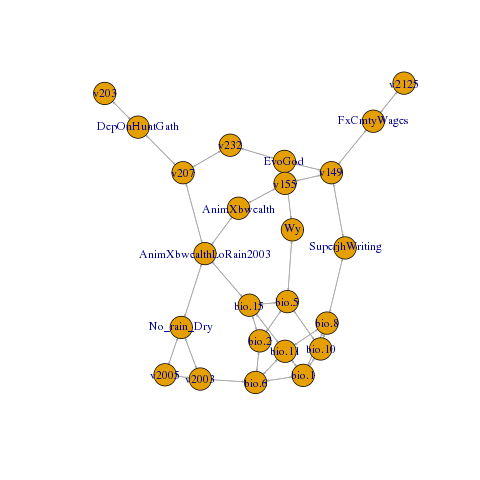 v2125
v203
FxCmtyWages
DepOnHuntGath
v232
EvoGod
v207
v149
v155
AnimXbwealth
Wy
SuperjhWriting
AnimXbwealthLoRain2003
bio.5
bio.15
bio.8
No_rain_Dry
bio.2
bio.10
bio.11
v2005
bio.1
v2003
bio.6